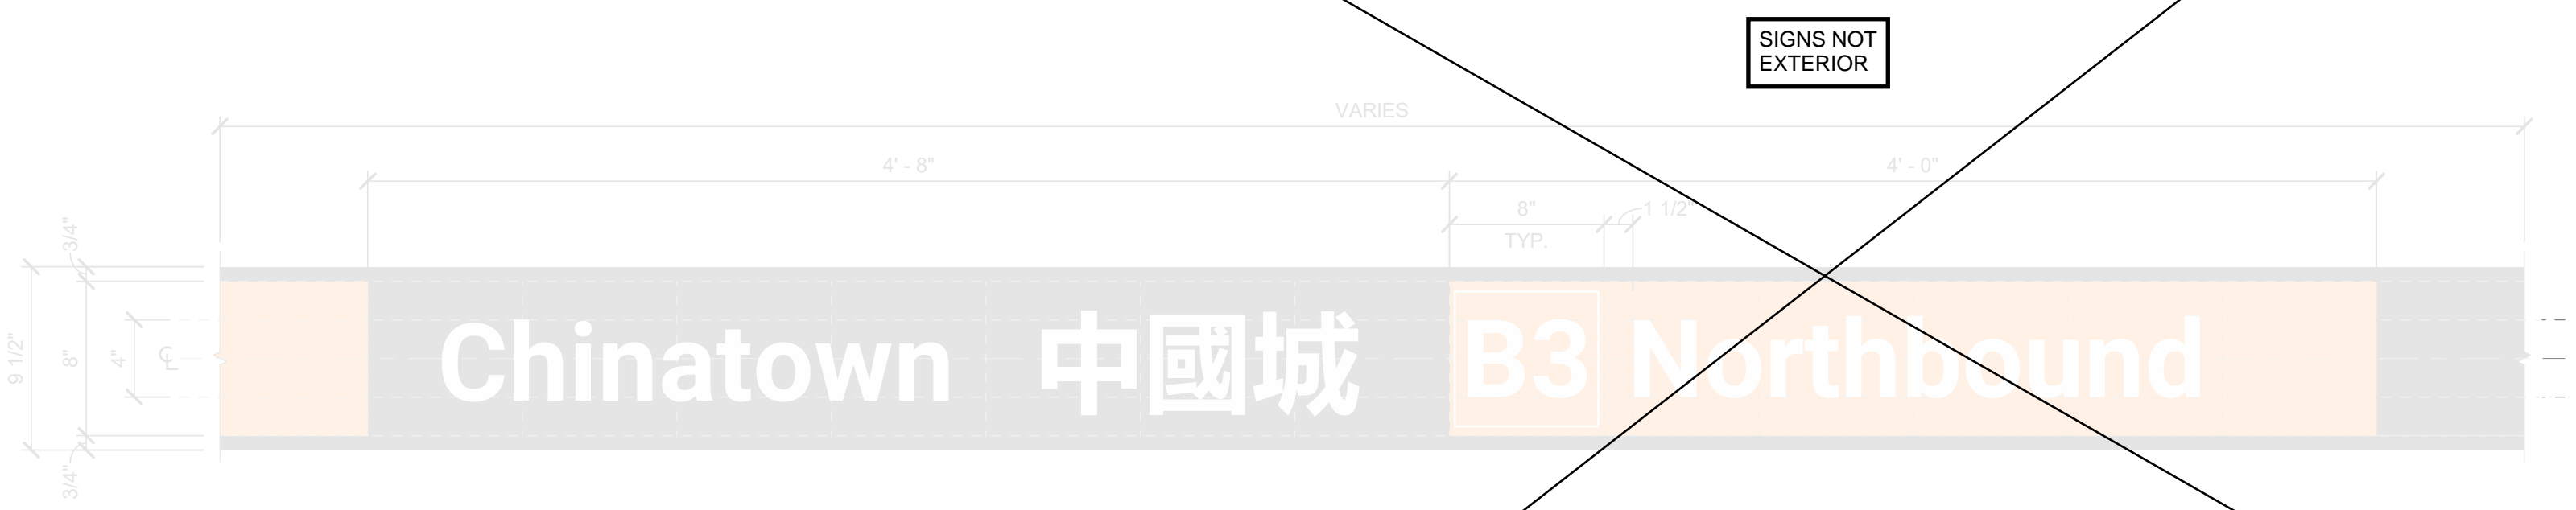 SIGNS NOT
EXTERIOR
VARIES
4' - 8"
4' - 0"
8"
1 1/2"
TYP.
3/4"
9 1/2"
8"
4"
℄
3/4"
Chinatown 中國城 B3 Northbound